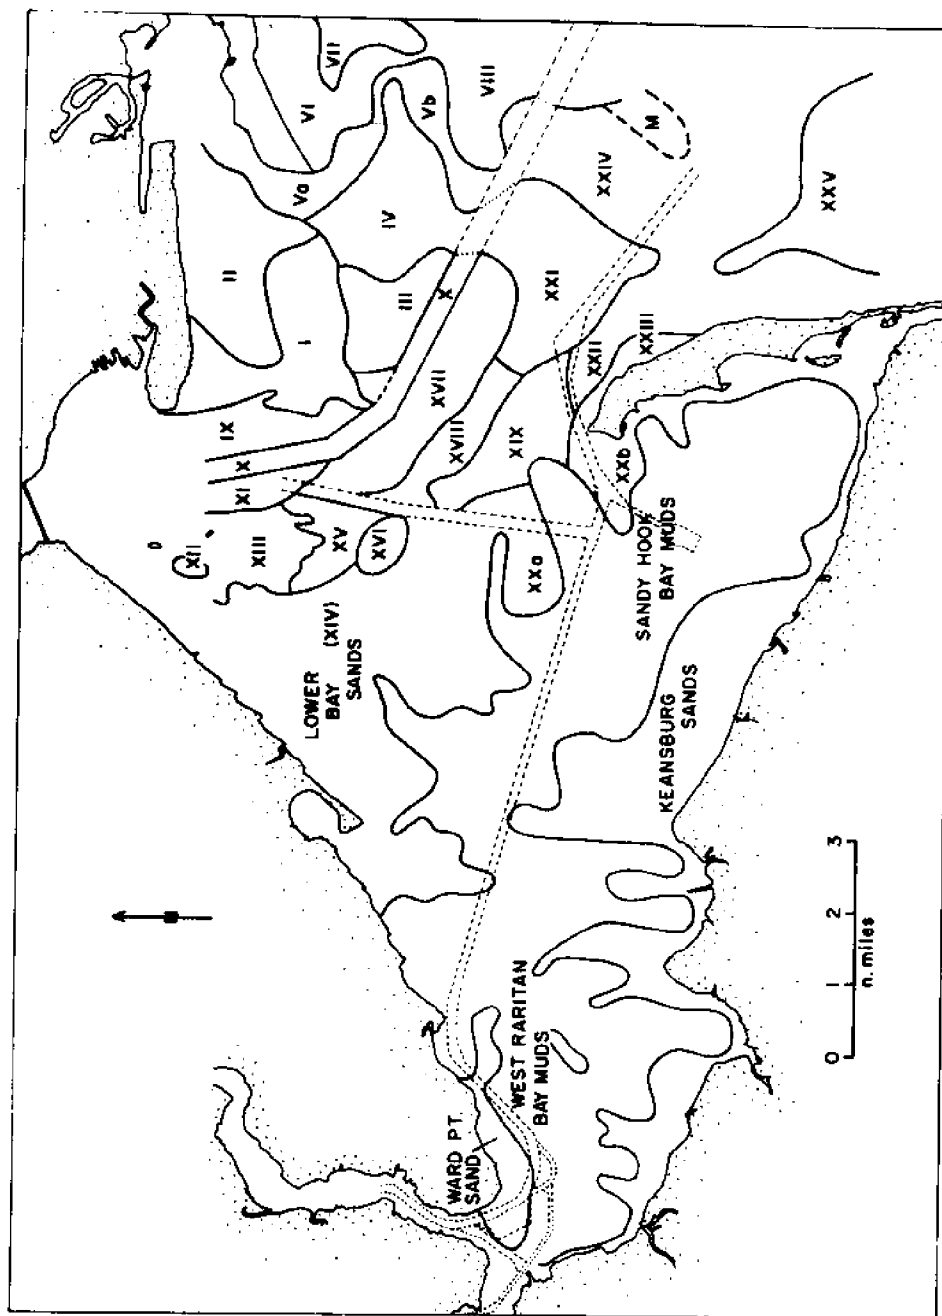 WARD PT.
SAND
WEST RARITAN
BAY MUDS
KEANSBURG
SANDS
LOWER
BAY (XIV)
SANDS
SANDY HOOK
BAY MUDS
I
II
III
IV
Va
Vb
VI
VII
VIII
IX
X
X
XI
XII
XIII
XV
XVI
XVII
XVIII
XIX
XXa
XXb
XXI
XXII
XXIII
XXIV
XXV
M
0 1 2 3
n. miles